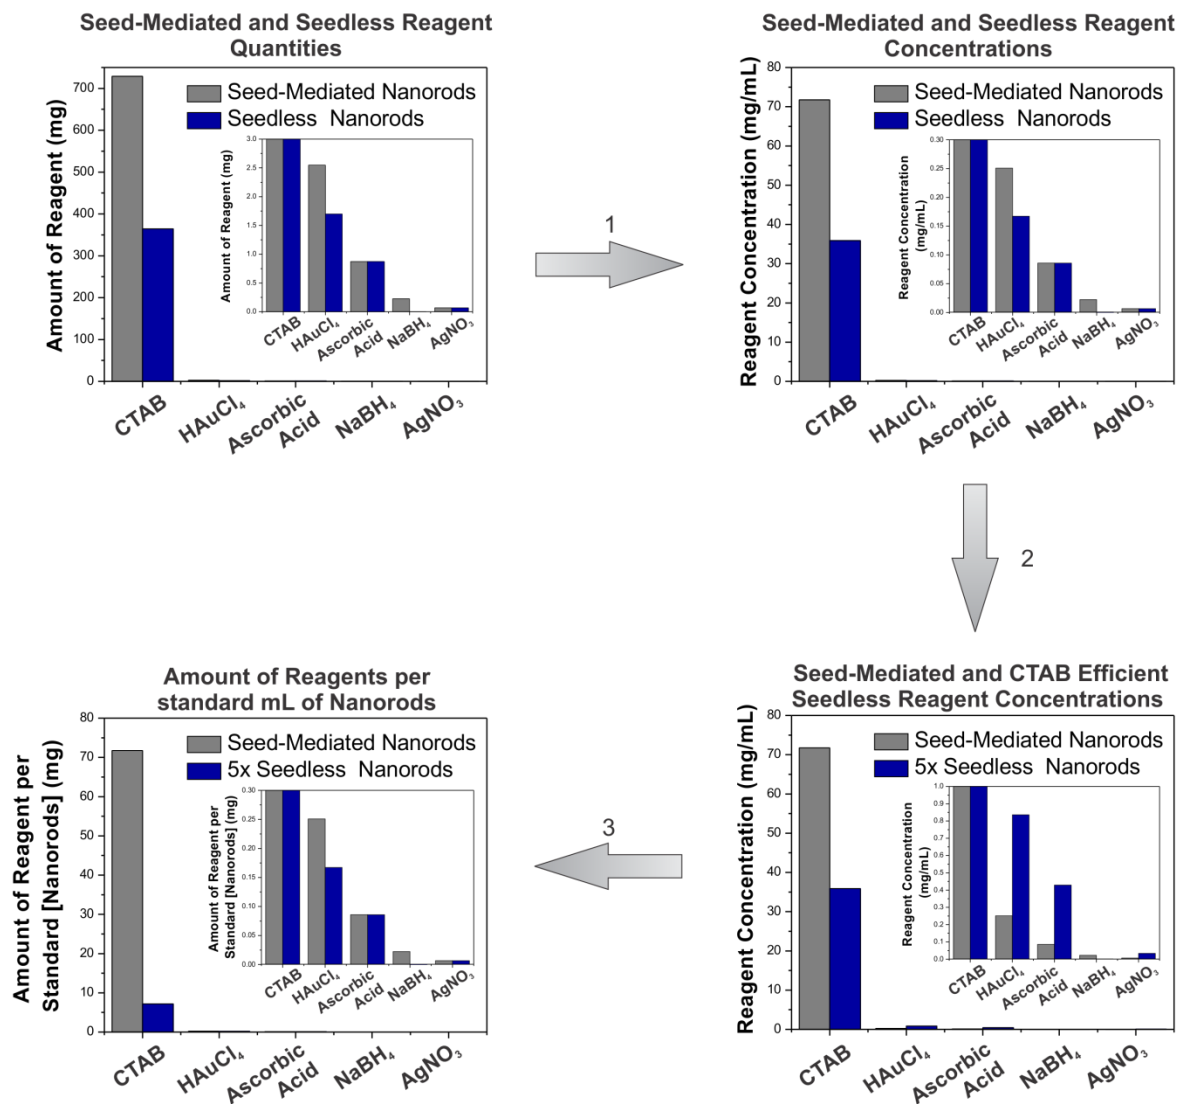 Seed-Mediated and Seedless Reagent
Quantities
Amount of Reagent (mg)
700
600
500
400
300
200
100
0
Seed-Mediated Nanorods
Seedless Nanorods
Amount of Reagent (mg)
3.0
2.5
2.0
1.5
1.0
0.5
0.0
CTAB
HAuCl₄
Ascorbic
Acid
NaBH₄
AgNO₃
CTAB
HAuCl₄
Ascorbic
Acid
NaBH₄
AgNO₃
1
Seed-Mediated and Seedless Reagent
Concentrations
Reagent Concentration (mg/mL)
80
70
60
50
40
30
20
10
0
Seed-Mediated Nanorods
Seedless Nanorods
Reagent Concentration
(mg/mL)
0.30
0.25
0.20
0.15
0.10
0.05
0.00
CTAB
HAuCl₄
Ascorbic
Acid
NaBH₄
AgNO₃
CTAB
HAuCl₄
Ascorbic
Acid
NaBH₄
AgNO₃
2
Seed-Mediated and CTAB Efficient
Seedless Reagent Concentrations
Reagent Concentration (mg/mL)
80
70
60
50
40
30
20
10
0
Seed-Mediated Nanorods
5x Seedless Nanorods
Reagent Concentration
(mg/mL)
1.0
0.9
0.8
0.7
0.6
0.5
0.4
0.3
0.2
0.1
0.0
CTAB
HAuCl₄
Ascorbic
Acid
NaBH₄
AgNO₃
CTAB
HAuCl₄
Ascorbic
Acid
NaBH₄
AgNO₃
3
Amount of Reagents per
standard mL of Nanorods
Amount of Reagent per
Standard [Nanorods] (mg)
80
70
60
50
40
30
20
10
0
Seed-Mediated Nanorods
5x Seedless Nanorods
Amount of Reagent per
Standard [Nanorods] (mg)
0.30
0.25
0.20
0.15
0.10
0.05
0.00
CTAB
HAuCl₄
Ascorbic
Acid
NaBH₄
AgNO₃
CTAB
HAuCl₄
Ascorbic
Acid
NaBH₄
AgNO₃